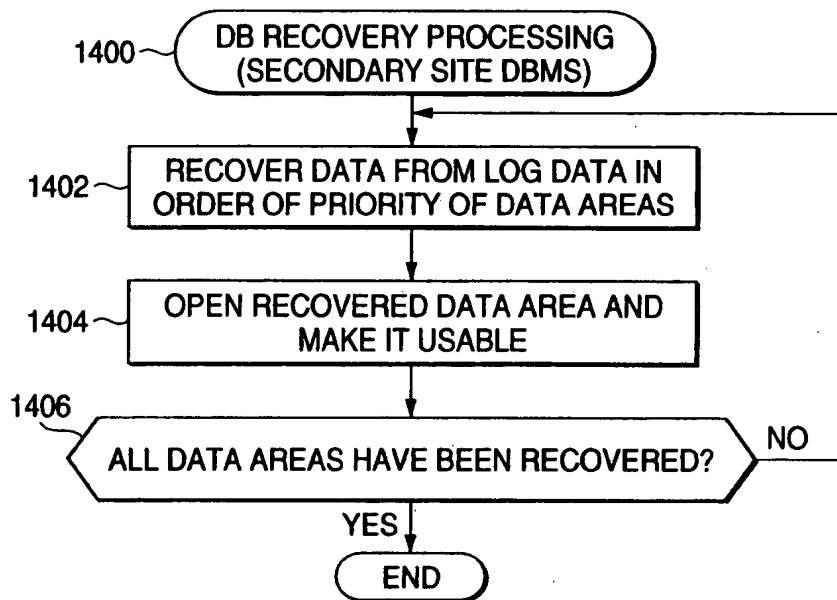 1400
DB RECOVERY PROCESSING
(SECONDARY SITE DBMS)
1402
RECOVER DATA FROM LOG DATA IN
ORDER OF PRIORITY OF DATA AREAS
1404
OPEN RECOVERED DATA AREA AND
MAKE IT USABLE
1406
ALL DATA AREAS HAVE BEEN RECOVERED?
NO
YES
END